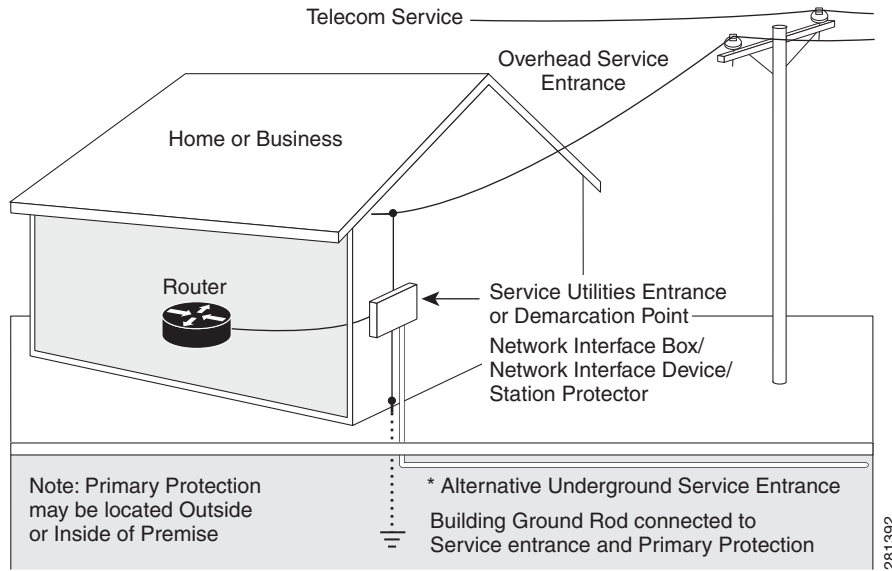 Telecom Service
Overhead Service
Entrance
Home or Business
Router
Service Utilities Entrance
or Demarcation Point
Network Interface Box/
Network Interface Device/
Station Protector
Note: Primary Protection
may be located Outside
or Inside of Premise
* Alternative Underground Service Entrance
Building Ground Rod connected to
Service entrance and Primary Protection
281392